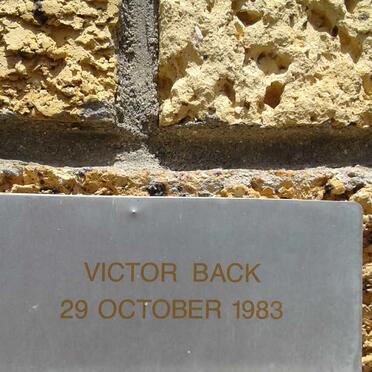 VICTOR BACK
29 OCTOBER 1983